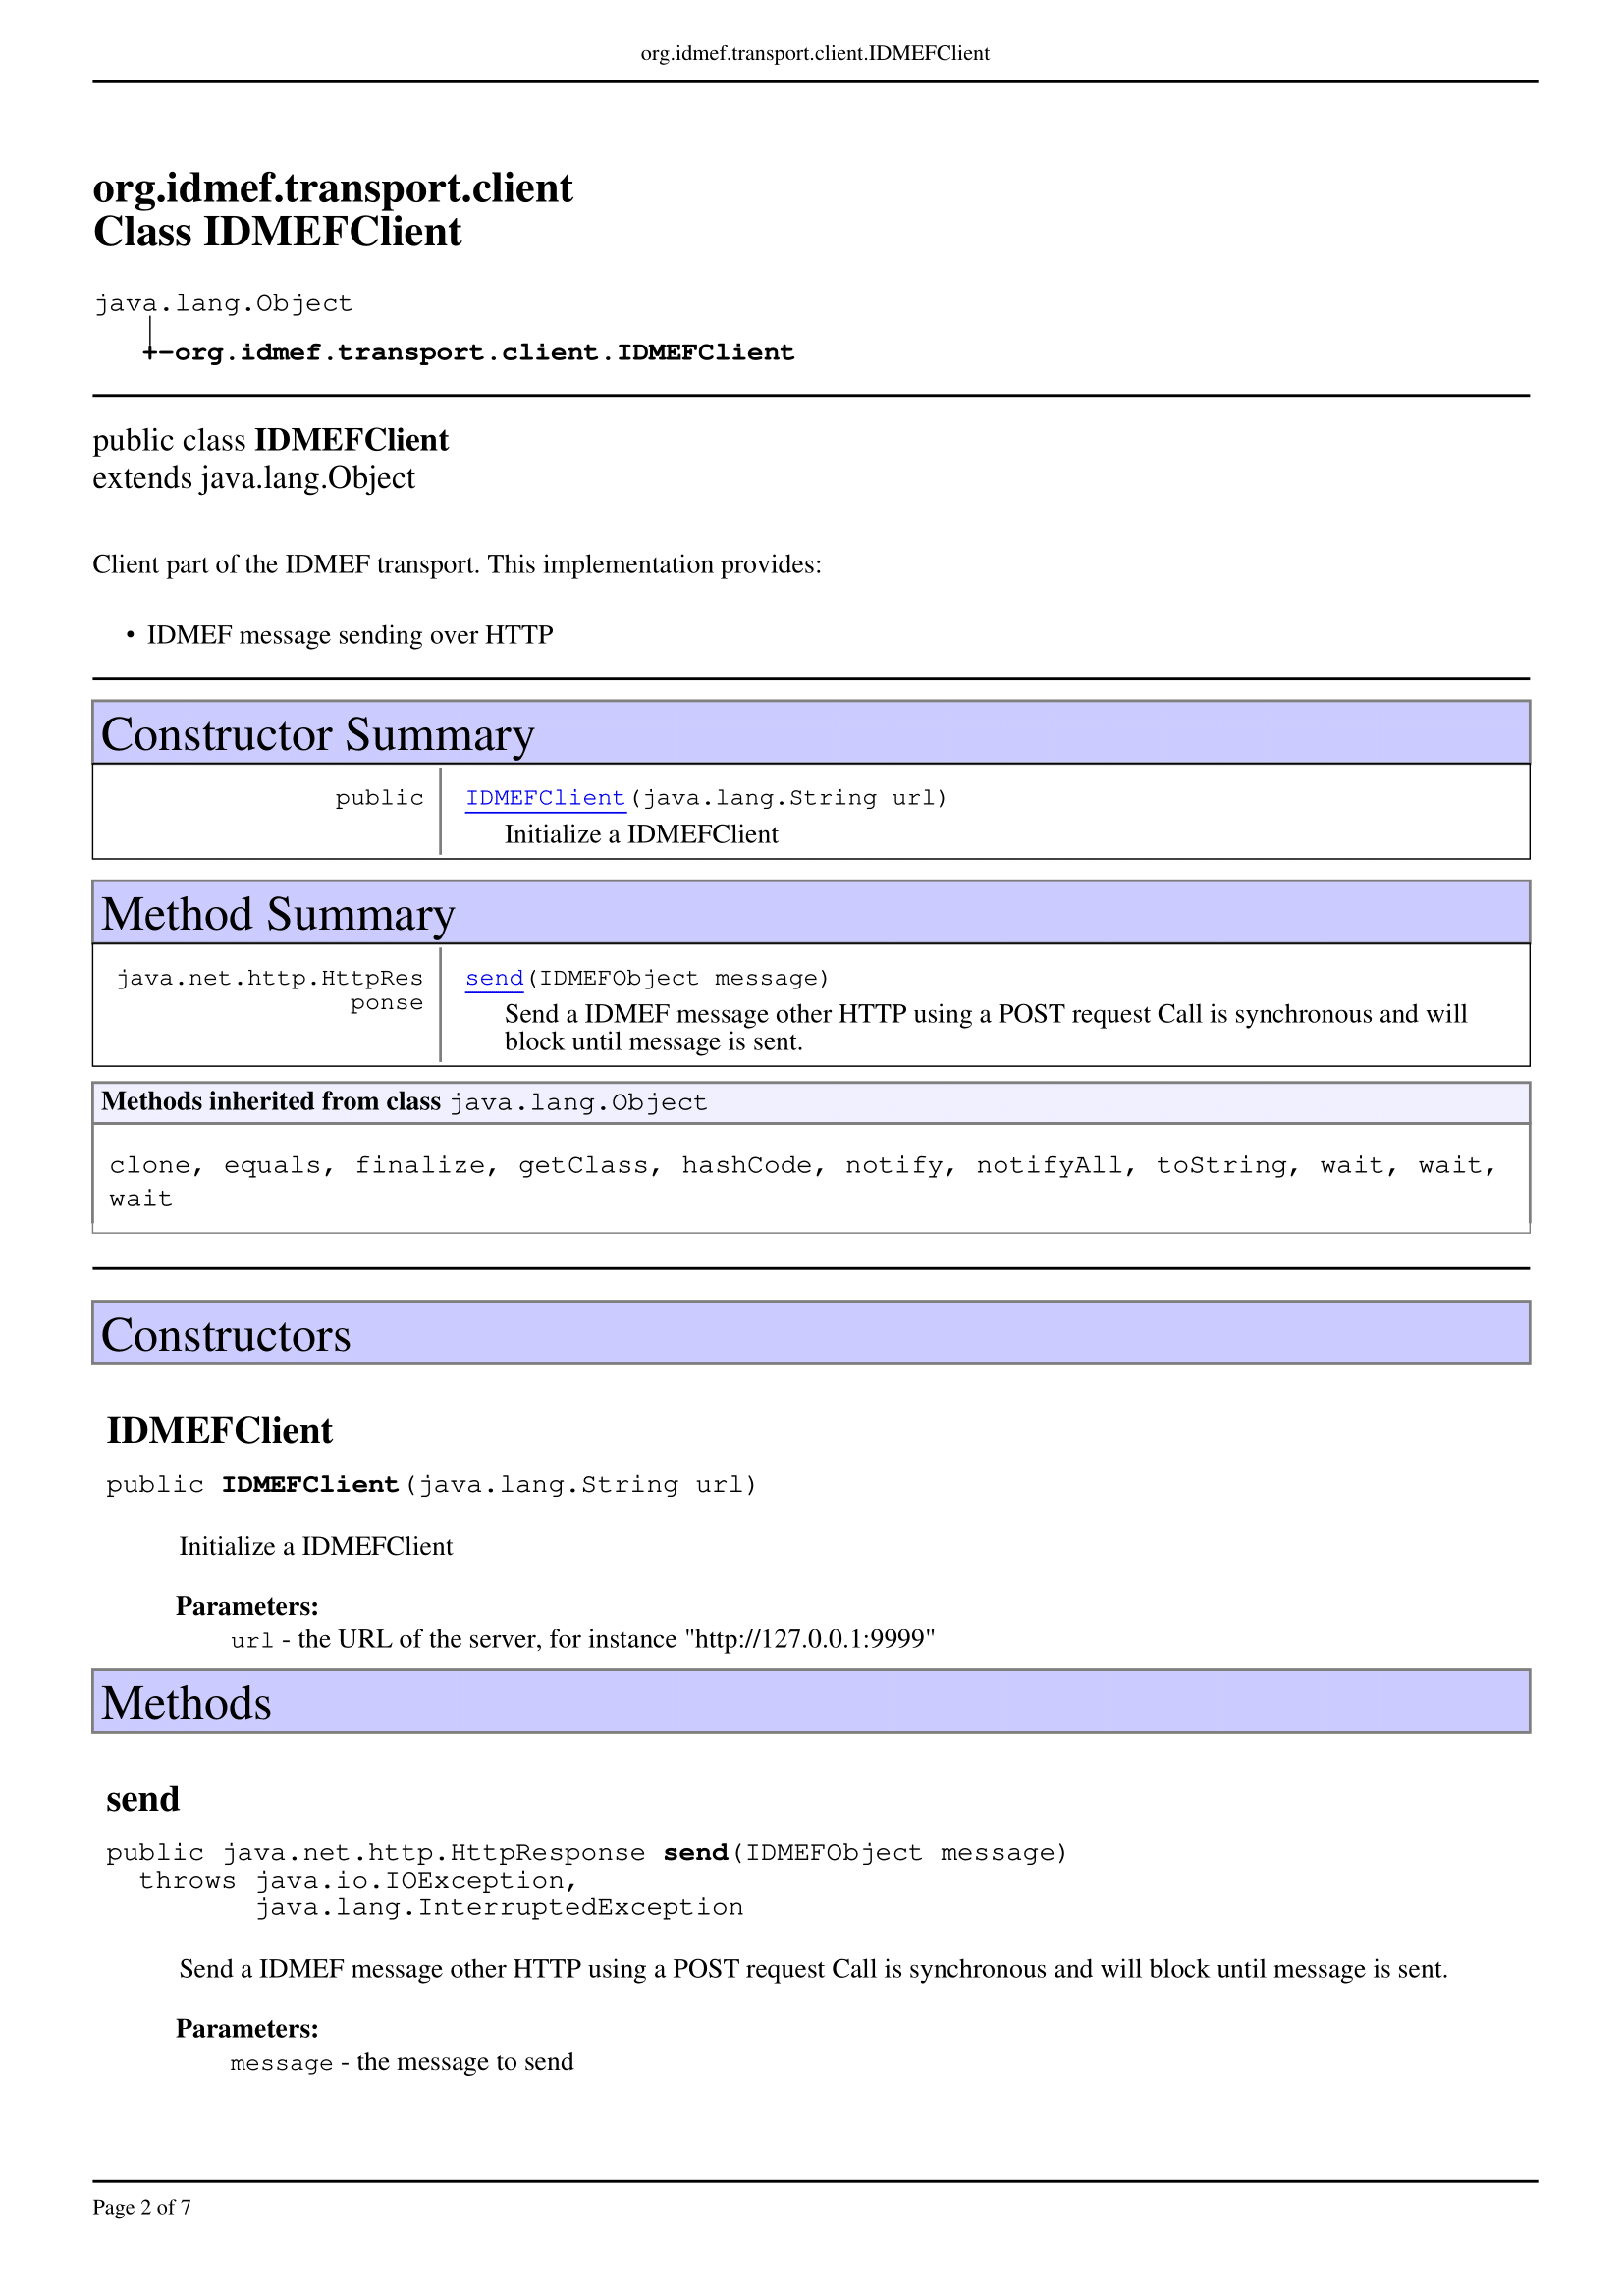 org.idmef.transport.client.IDMEFClient
org.idmef.transport.client
Class IDMEFClient
java.lang.Object
+-org.idmef.transport.client.IDMEFClient
public class IDMEFClient
extends java.lang.Object
Client part of the IDMEF transport. This implementation provides:
• IDMEF message sending over HTTP
Constructor Summary
public IDMEFClient(java.lang.String url)
Initialize a IDMEFClient
Method Summary
java.net.http.HttpRes send(IDMEFObject message)
ponse
Send a IDMEF message other HTTP using a POST request Call is synchronous and will
block until message is sent.
Methods inherited from class java.lang.Object
clone, equals, finalize, getClass, hashCode, notify, notifyAll, toString, wait, wait,
wait
Constructors
IDMEFClient
public IDMEFClient(java.lang.String url)
Initialize a IDMEFClient
Parameters:
url - the URL of the server, for instance "http://127.0.0.1:9999"
Methods
send
public java.net.http.HttpResponse send(IDMEFObject message)
throws java.io.IOException,
java.lang.InterruptedException
Send a IDMEF message other HTTP using a POST request Call is synchronous and will block until message is sent.
Parameters:
message - the message to send
Page 2 of 7